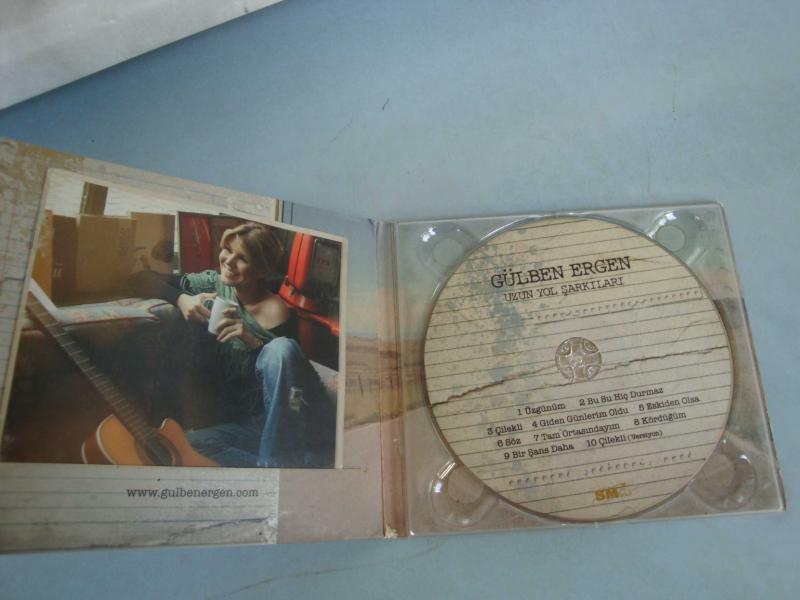 www.gulbenergen.com
GÜLBEN ERGEN
UZUN YOL ŞARKILARI
1 Üzgünüm 2 Bu Su Hiç Durmaz
3 Çilekli 4 Giden Günlerim Oldu 5 Eskiden Olsa
6 Söz 7 Tam Ortasındayım 8 Kördüğüm
9 Bir Şans Daha 10 Çilekli (Versiyon)
SM